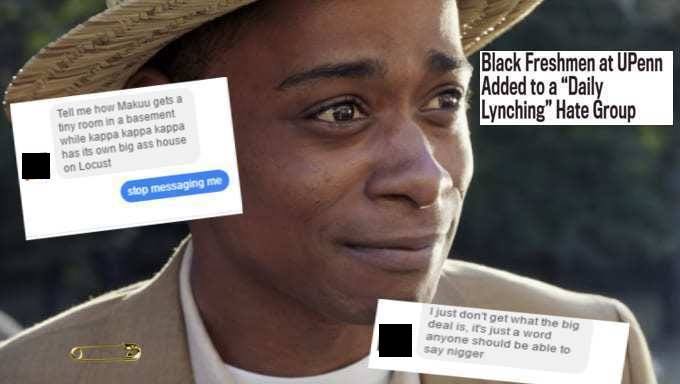 Black Freshmen at UPenn
Added to a "Daily
Lynching" Hate Group
Tell me how Makuu gets a
tiny room in a basement
while kappa kappa kappa
has its own big ass house
on Locust
stop messaging me
I just don't get what the big
deal is, it's just a word
anyone should be able to
say nigger